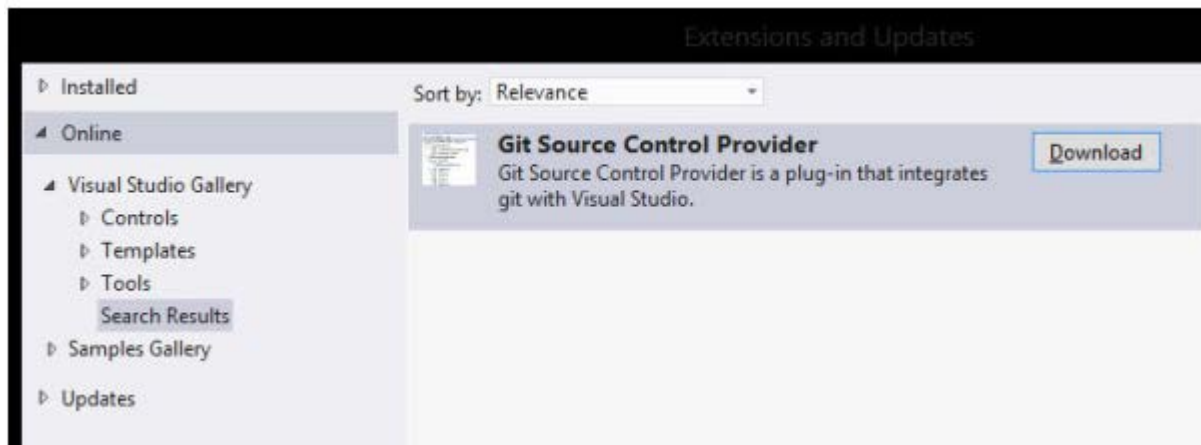 Extensions and Updates
Installed
Online
Visual Studio Gallery
Controls
Templates
Tools
Search Results
Samples Gallery
Updates
Sort by: Relevance
Git Source Control Provider
Git Source Control Provider is a plug-in that integrates
git with Visual Studio.
Download